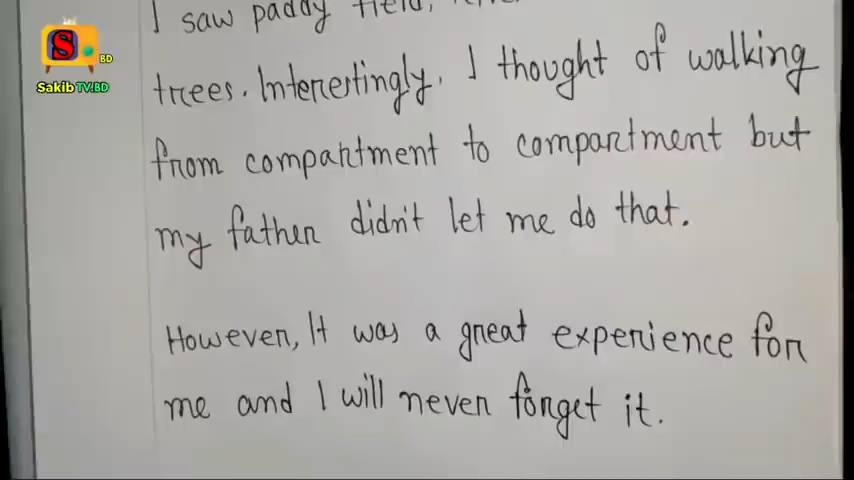 I saw paddy field,
S
BD
Sakib TV.BD
trees. Interestingly, I thought of walking
from compartment to compartment but
my father didn't let me do that.
However, It was a great experience for
me and I will never forget it.